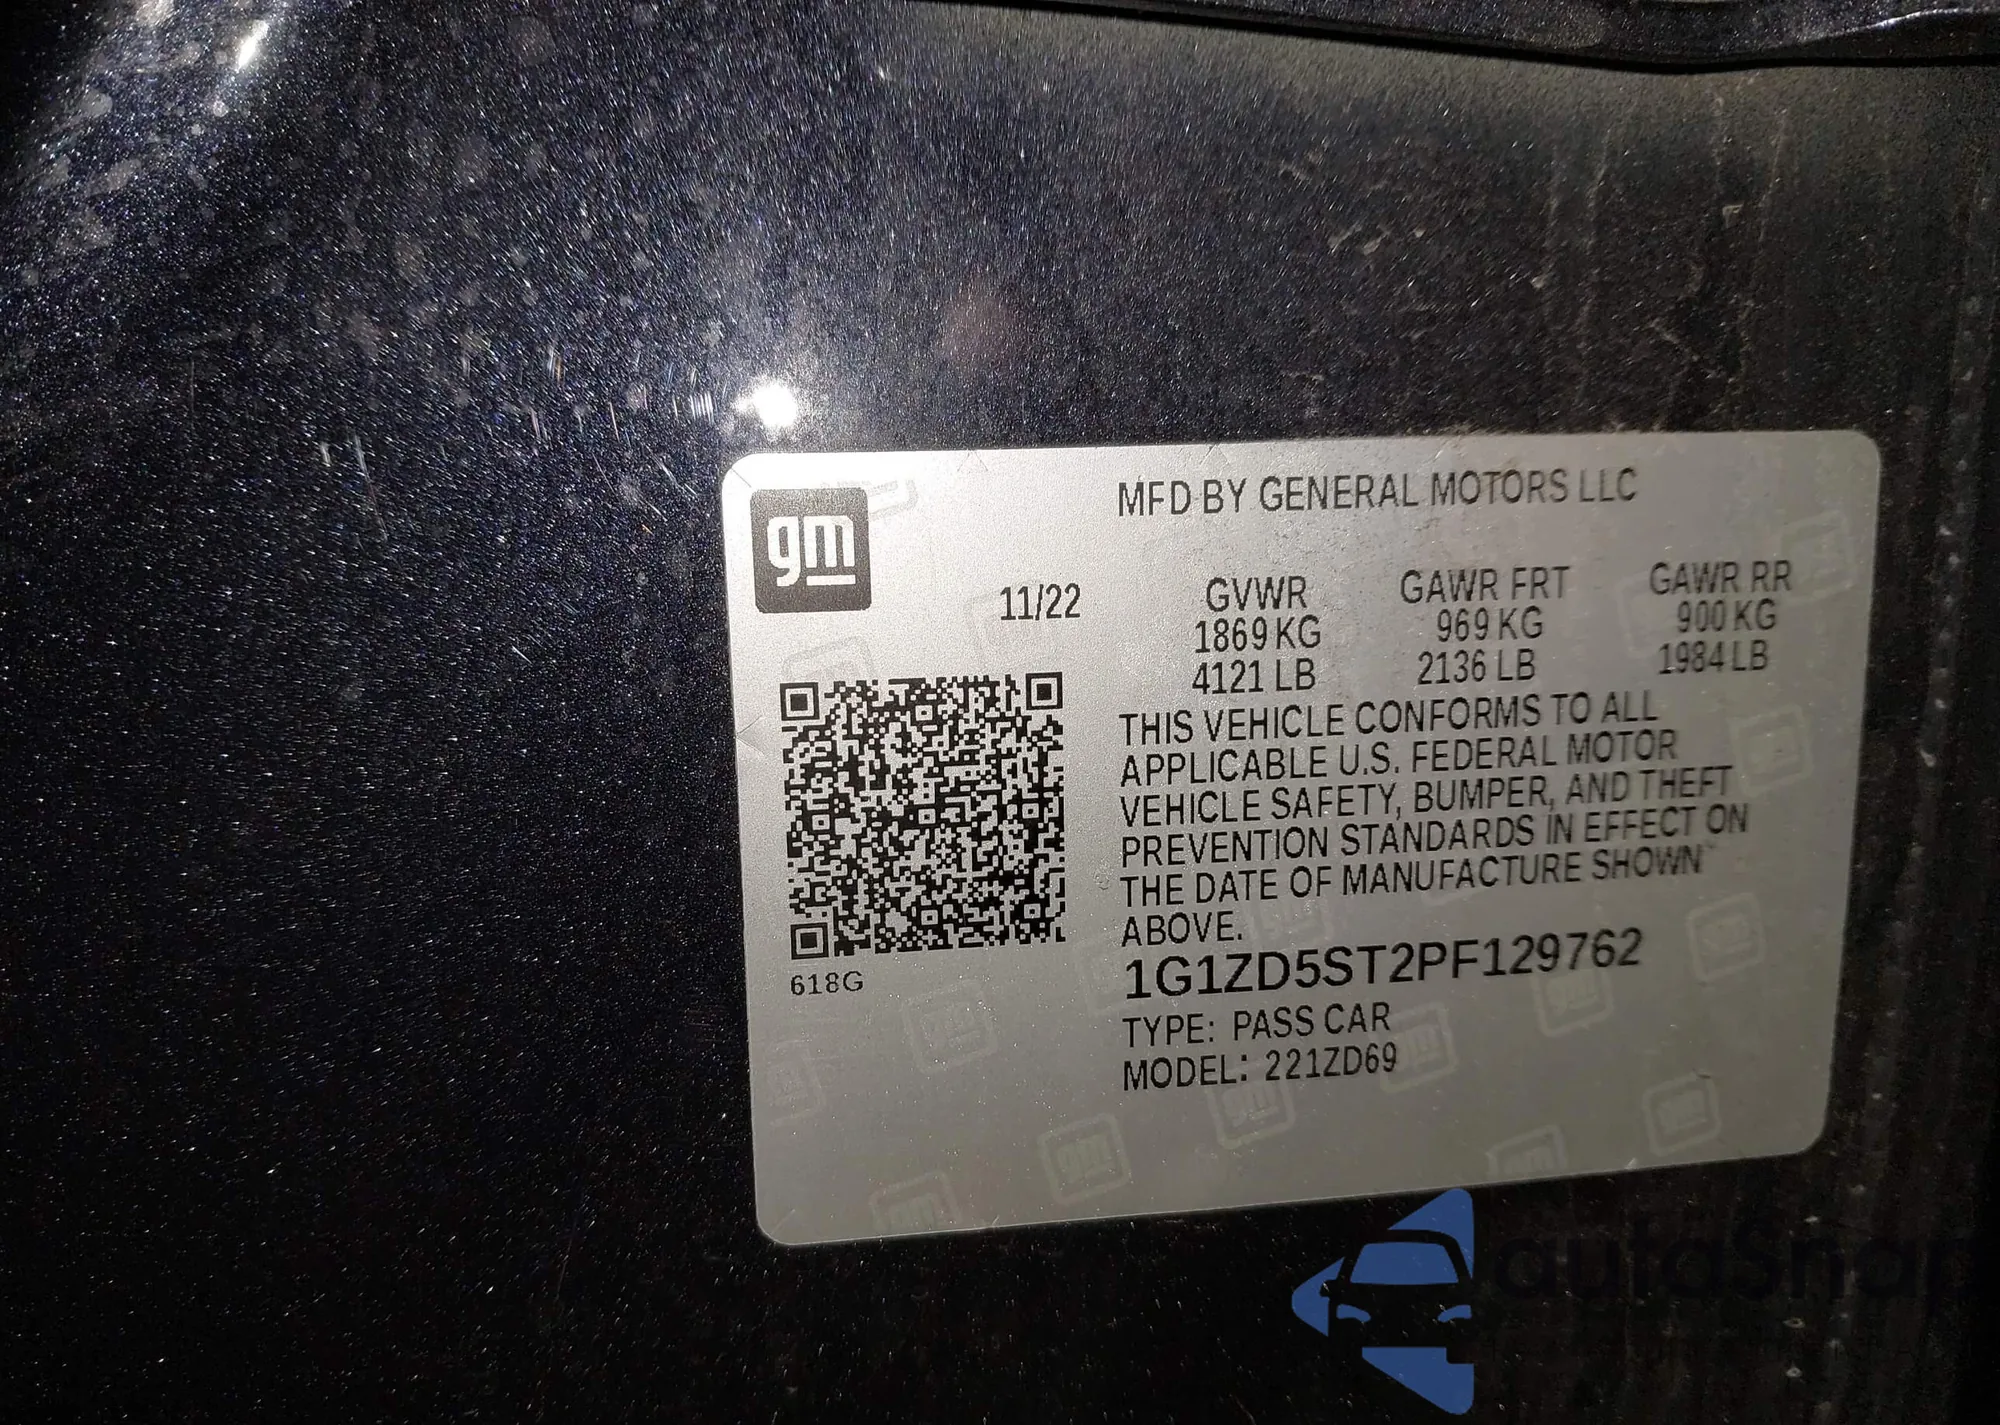 gm
MFD BY GENERAL MOTORS LLC
11/22
GVWR GAWR FRT GAWR RR
1869 KG 969 KG 900 KG
4121 LB 2136 LB 1984 LB
THIS VEHICLE CONFORMS TO ALL
APPLICABLE U.S. FEDERAL MOTOR
VEHICLE SAFETY, BUMPER, AND THEFT
PREVENTION STANDARDS IN EFFECT ON
THE DATE OF MANUFACTURE SHOWN
ABOVE.
618G
1G1ZD5ST2PF129762
TYPE: PASS CAR
MODEL: 221ZD69
autoSnap